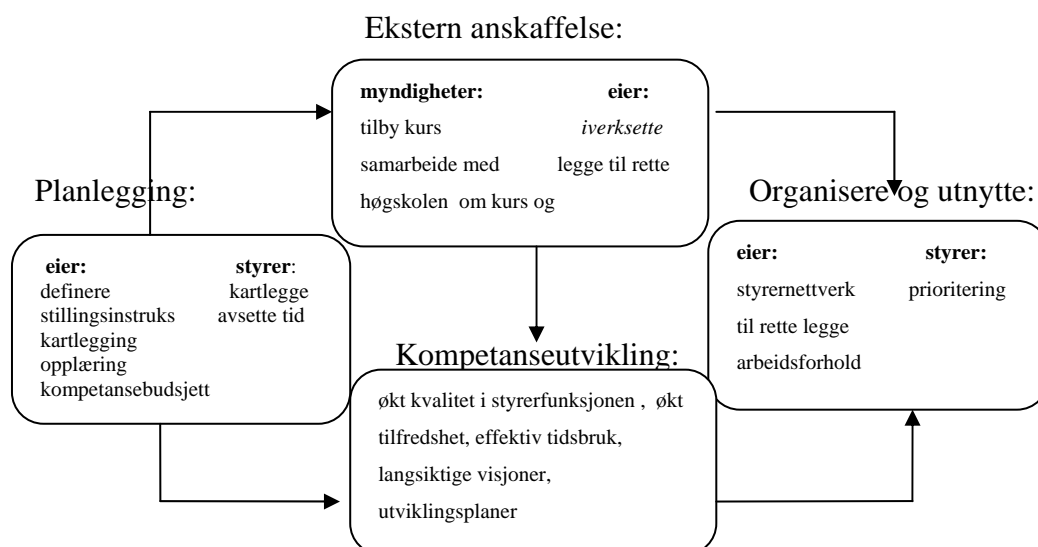 Ekstern anskaffelse:
myndigheter: eier:
tilby kurs iverksette
samarbeide med legge til rette
høgskolen om kurs og
Planlegging:
eier: styrer:
definere kartlegge
stillingsinstruks avsette tid
kartlegging
opplæring
kompetansebudsjett
Organisere og utnytte:
eier: styrer:
styrernettverk prioritering
til rette legge
arbeidsforhold
Kompetanseutvikling:
økt kvalitet i styrerfunksjonen , økt
tilfredshet, effektiv tidsbruk,
langsiktige visjoner,
utviklingsplaner